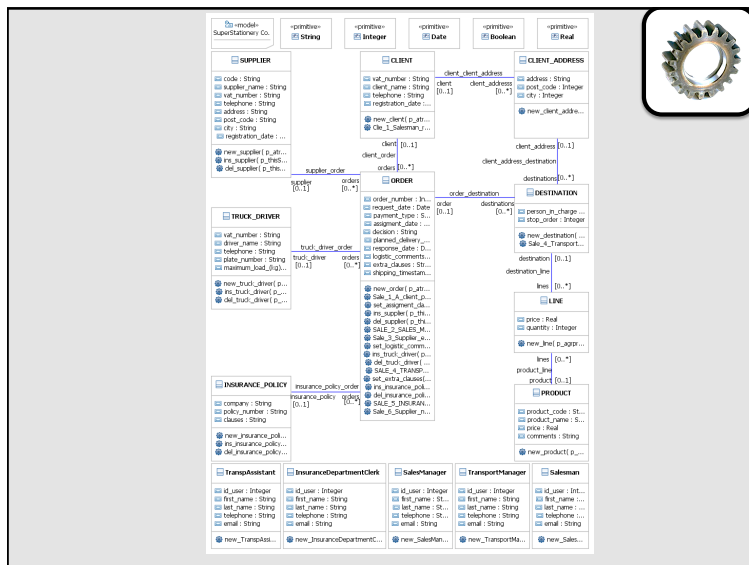 «model»
SuperStationery Co.
«primitive»
String
«primitive»
Integer
«primitive»
Date
«primitive»
Boolean
«primitive»
Real
SUPPLIER
code : String
supplier_name : String
vat_number : String
telephone : String
address : String
post_code : String
city : String
registration_date : ...
new_supplier( p_atr...
ins_supplier( p_thisS...
del_supplier( p_this...
CLIENT
vat_number : String
client_name : String
telephone : String
registration_date :...
new_client( p_atr...
Clie_1_Salesman_r...
client_client_address
client
[0..1]
client_addresss
[0..*]
CLIENT_ADDRESS
address : String
post_code : Integer
city : Integer
new_client_addre...
client [0..1]
client_order
orders [0..*]
client_address [0..1]
client_address_destination
destinations [0..*]
supplier_order
supplier
[0..1]
orders
[0..*]
ORDER
order_number : In...
request_date : Date
payment_type : S...
assigment_date : ...
decision : String
planned_delivery_...
response_date : D...
logistic_comments...
extra_clauses : Str...
shipping_timestam...
new_order( p_atr...
Sale_1_A_client_p...
set_assigment_da...
ins_supplier( p_thi...
del_supplier( p_thi...
SALE_2_SALES_M...
Sale_3_Supplier_e...
set_logistic_comm...
ins_truck_driver( p...
del_truck_driver( ...
SALE_4_TRANSP...
set_extra_clauses(...
ins_insurance_poli...
del_insurance_poli...
SALE_5_INSURAN...
Sale_6_Supplier_n...
order_destination
order
[0..1]
destinations
[0..*]
DESTINATION
person_in_charge ...
stop_order : Integer
new_destination( ...
Sale_4_Transport...
TRUCK_DRIVER
vat_number : String
driver_name : String
telephone : String
plate_number : String
maximum_load_(kg)...
new_truck_driver( p...
ins_truck_driver( p_...
del_truck_driver( p_...
truck_driver_order
truck_driver
[0..1]
orders
[0..*]
destination [0..1]
destination_line
lines [0..*]
LINE
price : Real
quantity : Integer
new_line( p_agrpr...
lines [0..*]
product_line
product [0..1]
INSURANCE_POLICY
company : String
policy_number : String
clauses : String
new_insurance_poli...
ins_insurance_policy...
del_insurance_policy...
insurance_policy_order
insurance_policy
[0..1]
orders
[0..*]
PRODUCT
product_code : St...
product_name : S...
price : Real
comments : String
new_product( p_...
TranspAssistant
id_user : Integer
first_name : String
last_name : String
telephone : String
email : String
new_TranspAssi...
InsuranceDepartmentClerk
id_user : Integer
first_name : String
last_name : String
telephone : String
email : String
new_InsuranceDepartmentC...
SalesManager
id_user : Integer
first_name : St...
last_name : St...
telephone : St...
email : String
new_SalesMan...
TransportManager
id_user : Integer
first_name : String
last_name : String
telephone : String
email : String
new_TransportMa...
Salesman
id_user : Int...
first_name :...
last_name : ...
telephone : ...
email : String
new_Sales...